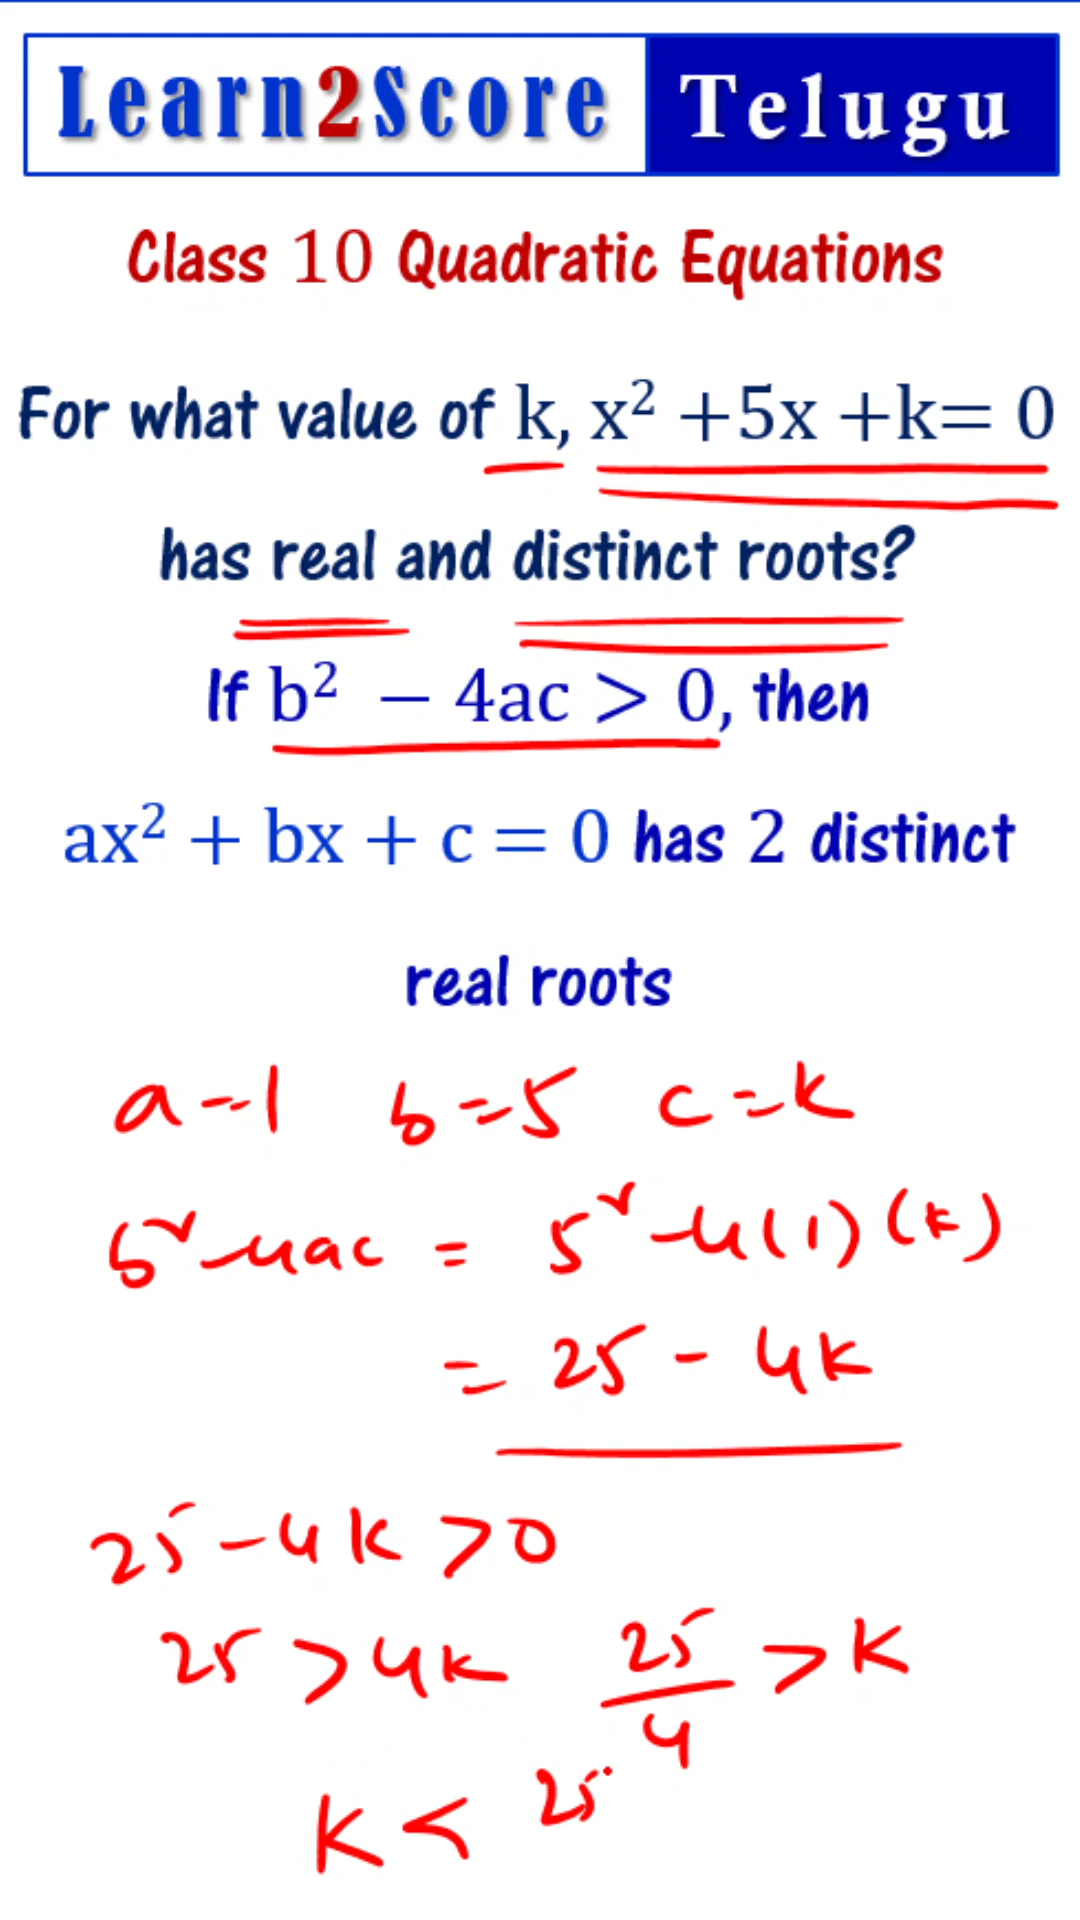 Learn2Score Telugu
Class 10 Quadratic Equations
For what value of k, x² +5x +k= 0
has real and distinct roots?
If b² − 4ac > 0, then
ax² + bx + c = 0 has 2 distinct
real roots
a=1 b=5 c=k
b²-4ac = 5²-4(1)(k)
= 25 - 4k
25-4k>0
25>4k 25/4 >k
k< 25